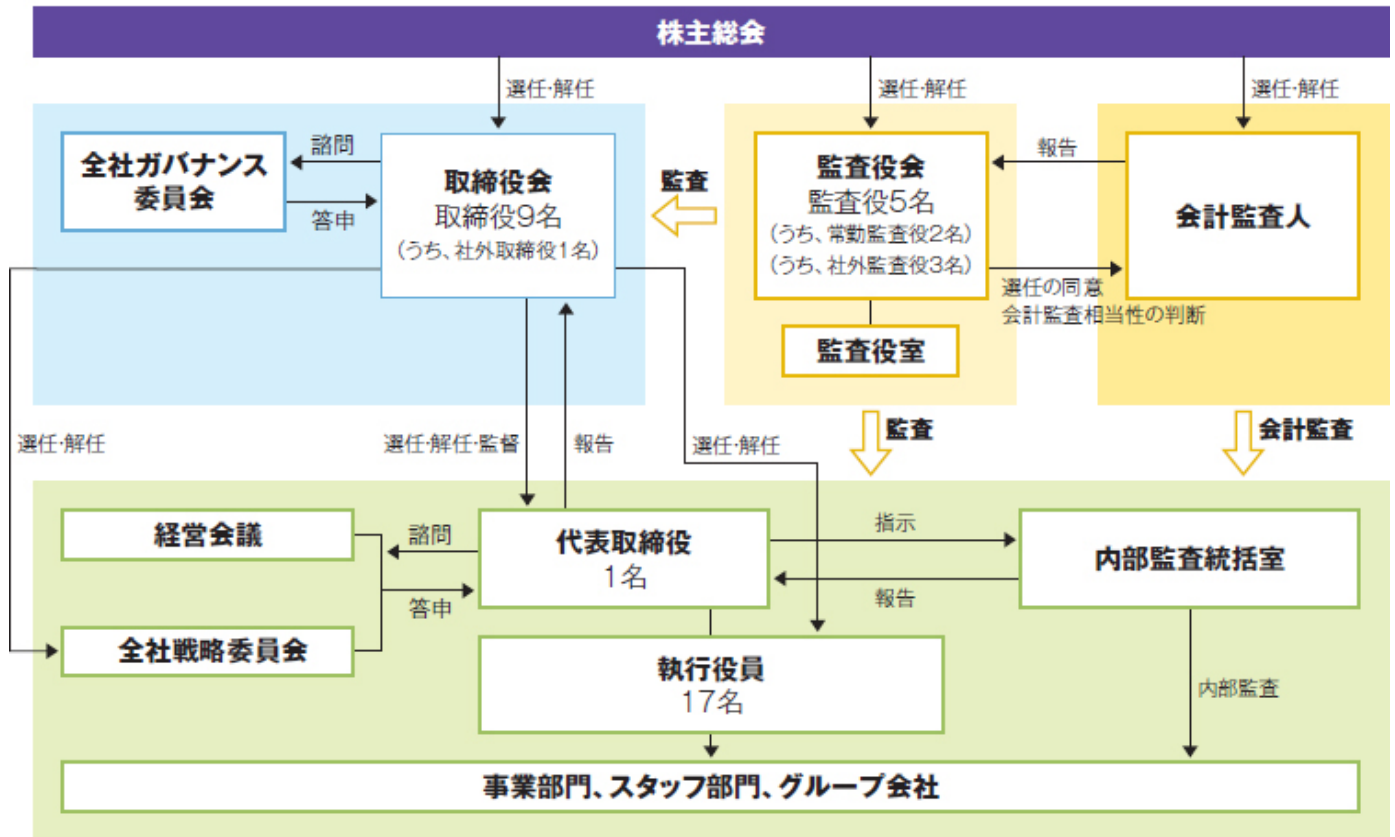 株主総会
選任・解任
選任・解任
選任・解任
全社ガバナンス
委員会
諮問
答申
取締役会
取締役9名
(うち、社外取締役1名)
監査
監査役会
監査役5名
(うち、常勤監査役2名)
(うち、社外監査役3名)
報告
会計監査人
選任の同意
会計監査相当性の判断
監査役室
選任・解任
選任・解任・監督
報告
選任・解任
監査
会計監査
経営会議
諮問
答申
全社戦略委員会
代表取締役
1名
指示
報告
内部監査統括室
執行役員
17名
内部監査
事業部門、スタッフ部門、グループ会社